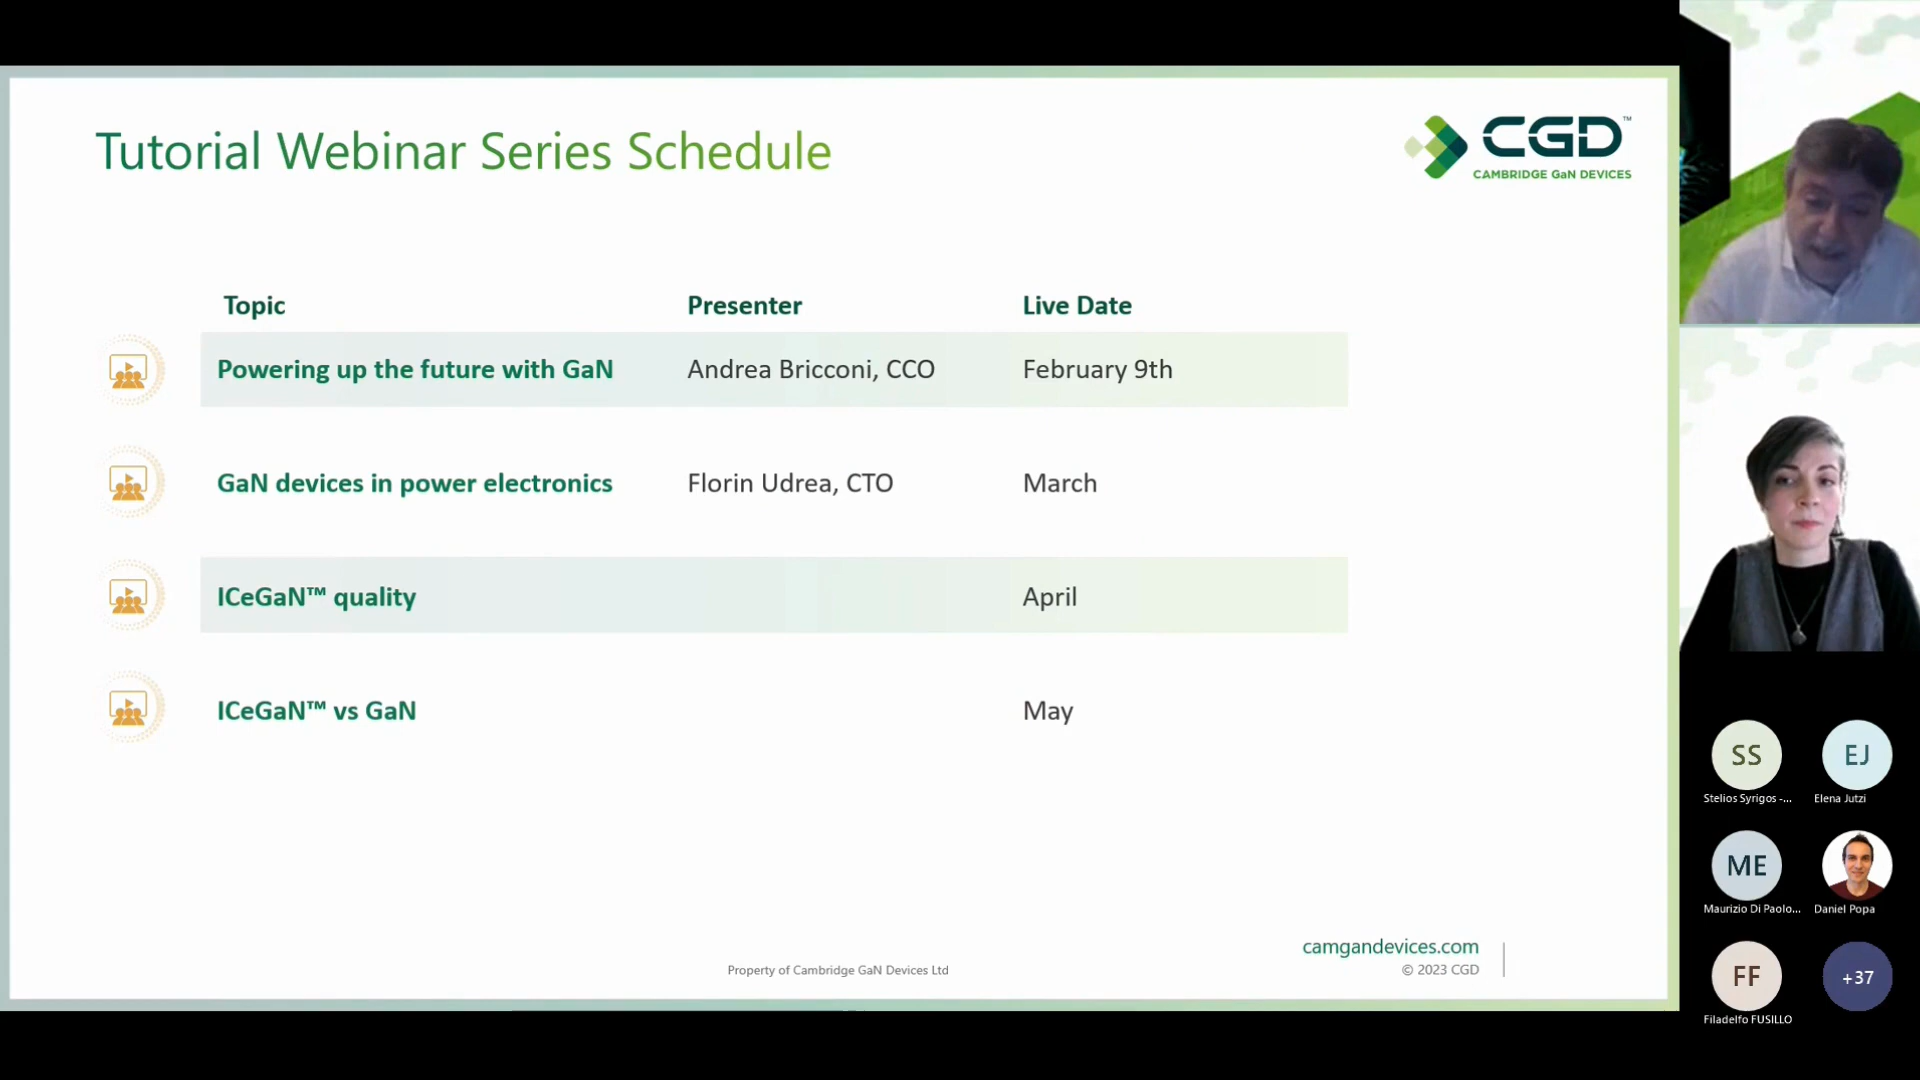 Tutorial Webinar Series Schedule
CGD™
CAMBRIDGE GaN DEVICES
Topic Presenter Live Date
Powering up the future with GaN Andrea Bricconi, CCO February 9th
GaN devices in power electronics Florin Udrea, CTO March
ICeGaN™ quality April
ICeGaN™ vs GaN May
camgandevices.com
Property of Cambridge GaN Devices Ltd © 2023 CGD
SS EJ
Stelios Syrigos -... Elena Jutzi
ME
Maurizio Di Paolo... Daniel Popa
FF +37
Filadelfo FUSILLO